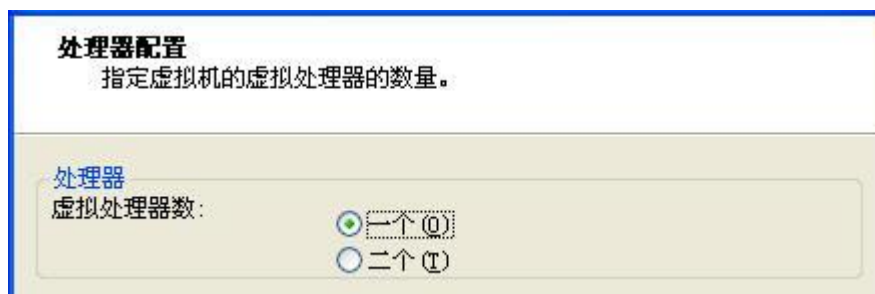 处理器配置
指定虚拟机的虚拟处理器的数量。
处理器
虚拟处理器数:
一个(O)
二个(T)